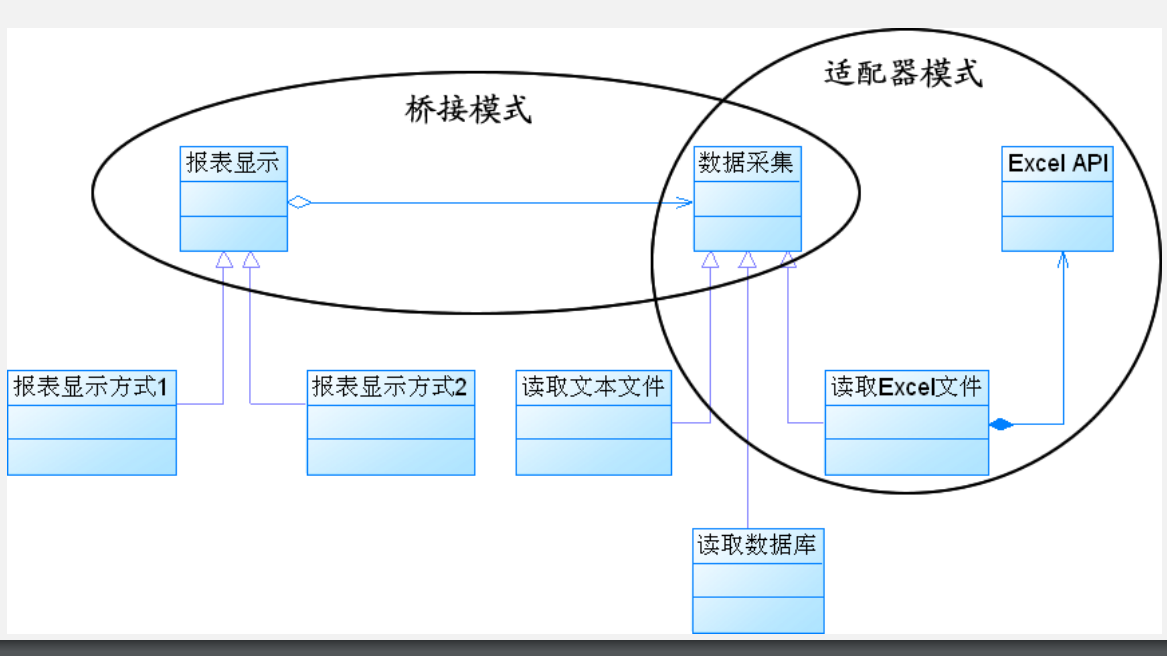 适配器模式
桥接模式
报表显示
数据采集
Excel API
报表显示方式1
报表显示方式2
读取文本文件
读取Excel文件
读取数据库